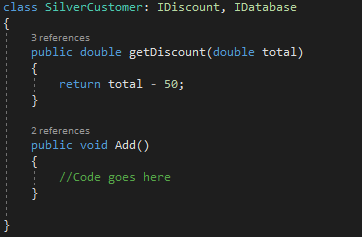 class SilverCustomer: IDiscount, IDatabase
{
3 references
public double getDiscount(double total)
{
return total - 50;
}
2 references
public void Add()
{
//Code goes here
}
}